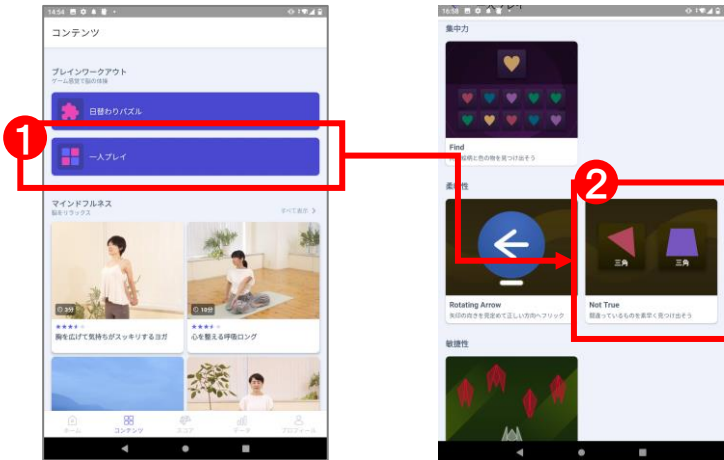 14:54
コンテンツ
ブレインワークアウト
ゲーム感覚で脳の体操
日替わりパズル
1
一人プレイ
マインドフルネス
脳をリラックス
すべて表示 >
3分
10分
胸を広げて気持ちがスッキリするヨガ
心を整える呼吸ロング
ホーム
コンテンツ
スコア
データ
プロフィール
16:58
集中力
Find
絵柄と色の物を見つけ出そう
2
三角
三角
Rotating Arrow
矢印の向きを見定めて正しい方向へフリック
Not True
間違っているものを素早く見つけ出そう
敏捷性